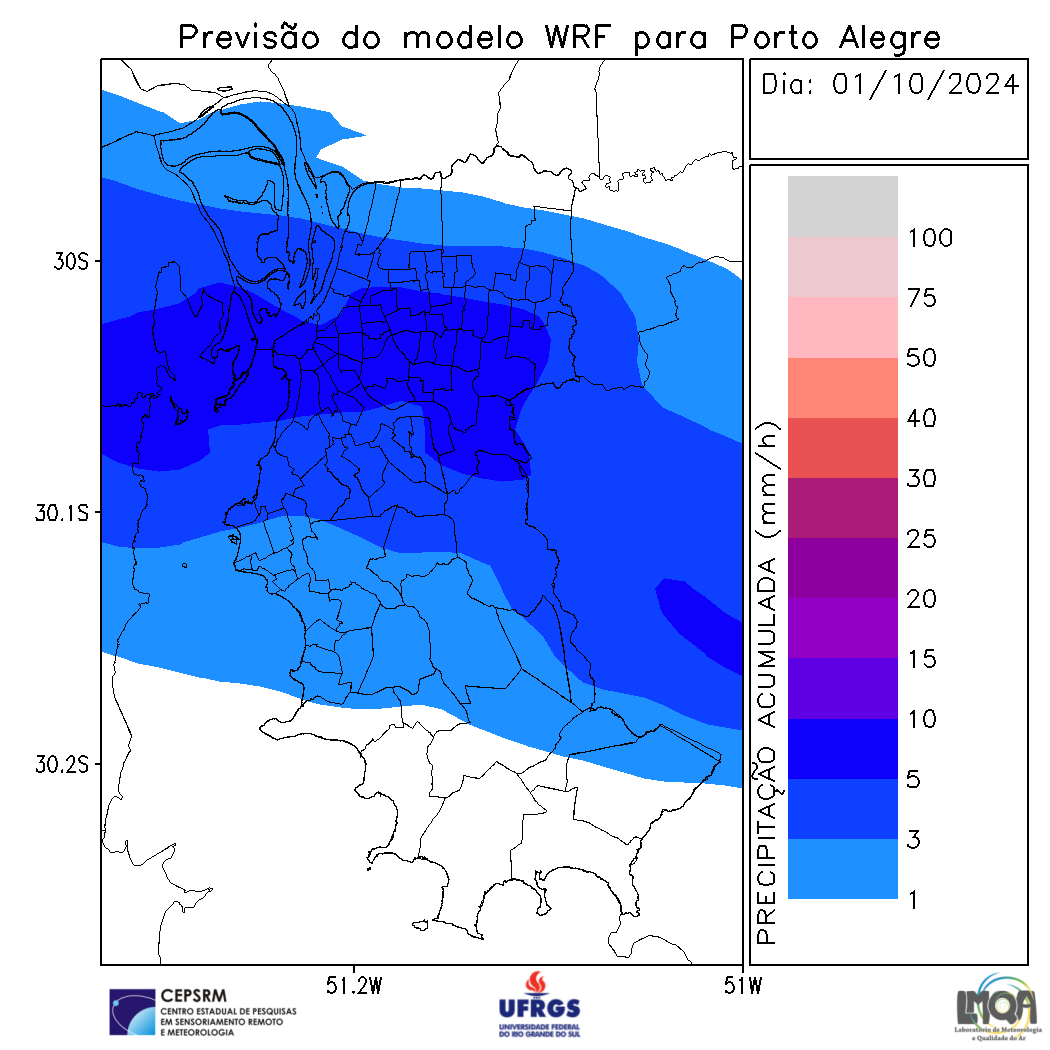 Previsão do modelo WRF para Porto Alegre
Dia: 01/10/2024
30S
30.1S
30.2S
51.2W
51W
PRECIPITAÇÃO ACUMULADA (mm/h)
100
75
50
40
30
25
20
15
10
5
3
1
CEPSRM
CENTRO ESTADUAL DE PESQUISAS
EM SENSORIAMENTO REMOTO
E METEOROLOGIA
UFRGS
UNIVERSIDADE FEDERAL
DO RIO GRANDE DO SUL
LMQA
Laboratório de Meteorologia
e Qualidade do Ar